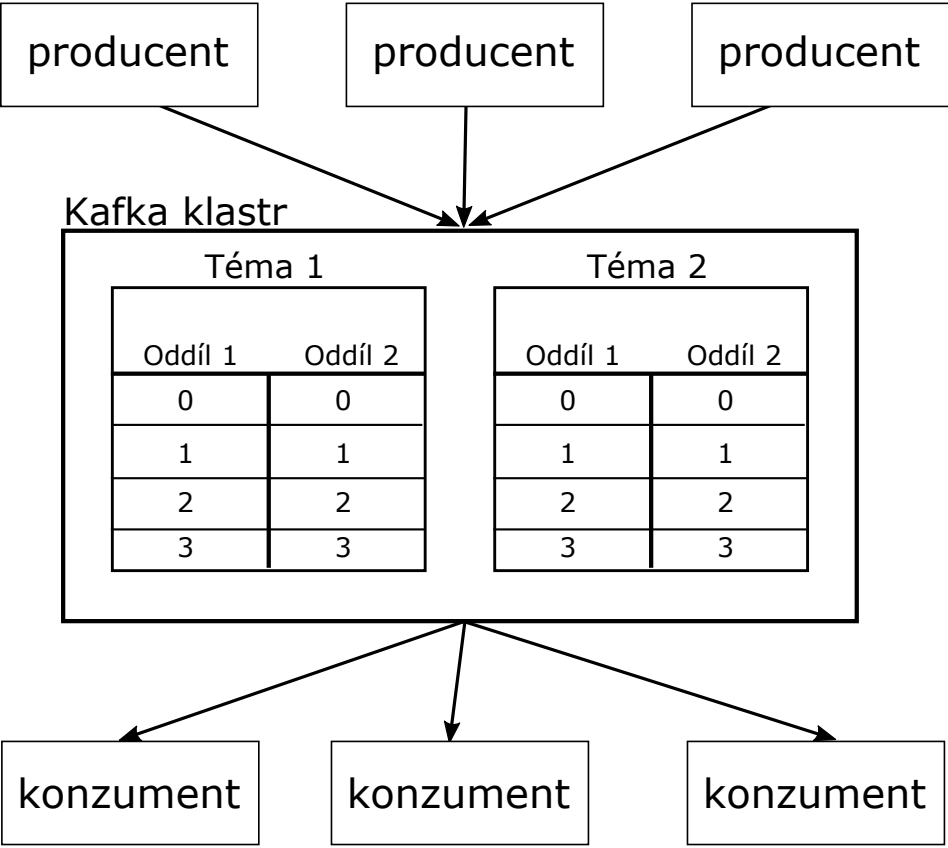 producent producent producent
Kafka klastr
Téma 1 Téma 2
Oddíl 1 Oddíl 2 Oddíl 1 Oddíl 2
0 0 0 0
1 1 1 1
2 2 2 2
3 3 3 3
konzument konzument konzument